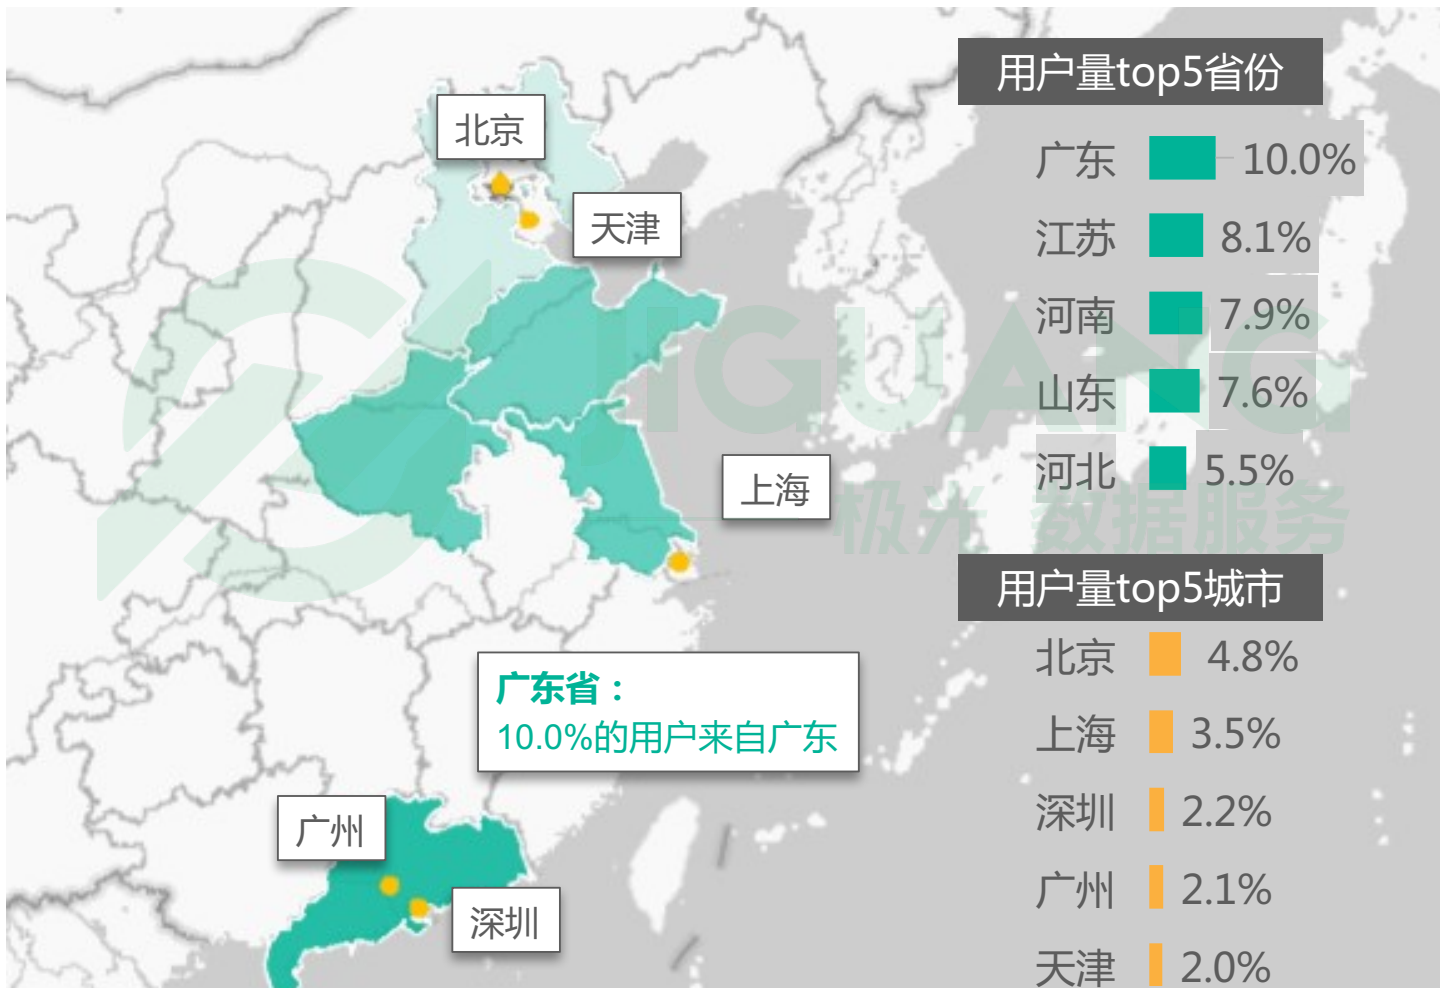 用户量top5省份
广东 10.0%
江苏 8.1%
河南 7.9%
山东 7.6%
河北 5.5%
用户量top5城市
北京 4.8%
上海 3.5%
深圳 2.2%
广州 2.1%
天津 2.0%
北京
天津
上海
广东省：
10.0%的用户来自广东
广州
深圳
JIGUANG
极光 数据服务